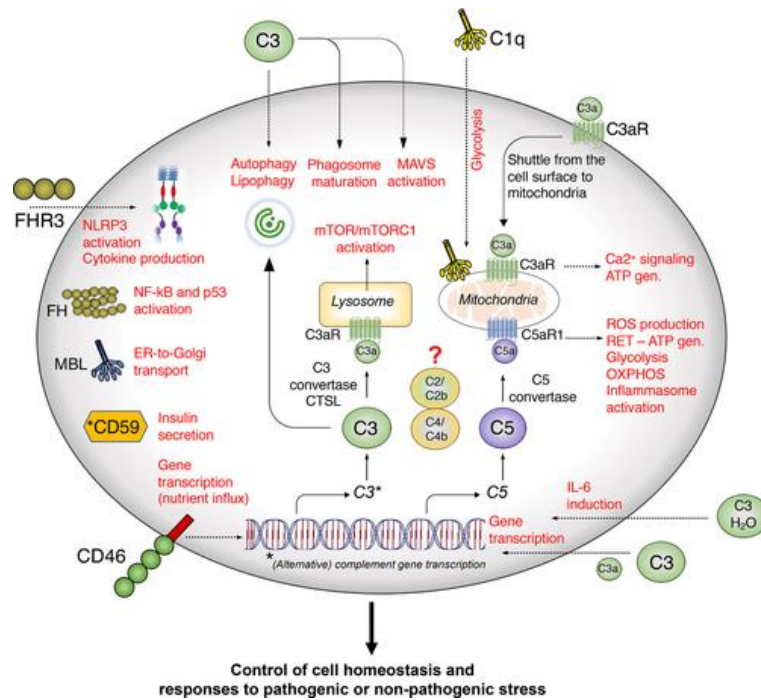 C3
C1q
C3a
C3aR
Glycolysis
Shuttle from the
cell surface to
mitochondria
Autophagy
Lipophagy
Phagosome
maturation
MAVS
activation
FHR3
NLRP3
activation
Cytokine production
mTOR/mTORC1
activation
C3a
C3aR
Ca2+ signaling
ATP gen.
Lysosome
Mitochondria
FH
NF-kB and p53
activation
C3aR
C3a
C5aR1
C5a
ROS production
RET – ATP gen.
Glycolysis
OXPHOS
Inflammasome
activation
MBL
ER-to-Golgi
transport
?
C3
convertase
CTSL
C2/
C2b
C4/
C4b
C5
convertase
*CD59
Insulin
secretion
C3
C5
Gene
transcription
(nutrient influx)
C3*
C5
IL-6
induction
C3
H2O
CD46
Gene
transcription
* (Alternative) complement gene transcription
C3a
C3
Control of cell homeostasis and
responses to pathogenic or non-pathogenic stress